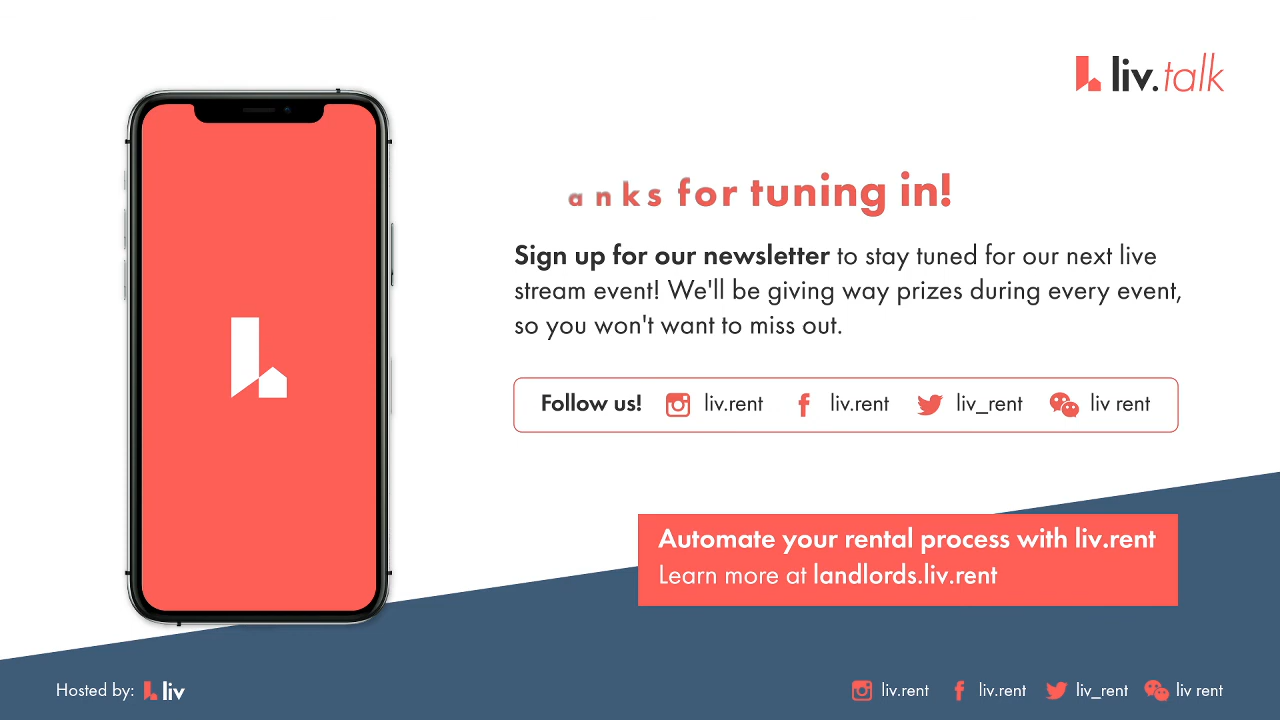 liv.talk
anks for tuning in!
Sign up for our newsletter to stay tuned for our next live
stream event! We'll be giving way prizes during every event,
so you won't want to miss out.
Follow us! liv.rent liv.rent liv_rent liv rent
Automate your rental process with liv.rent
Learn more at landlords.liv.rent
Hosted by: liv liv.rent liv.rent liv_rent liv rent